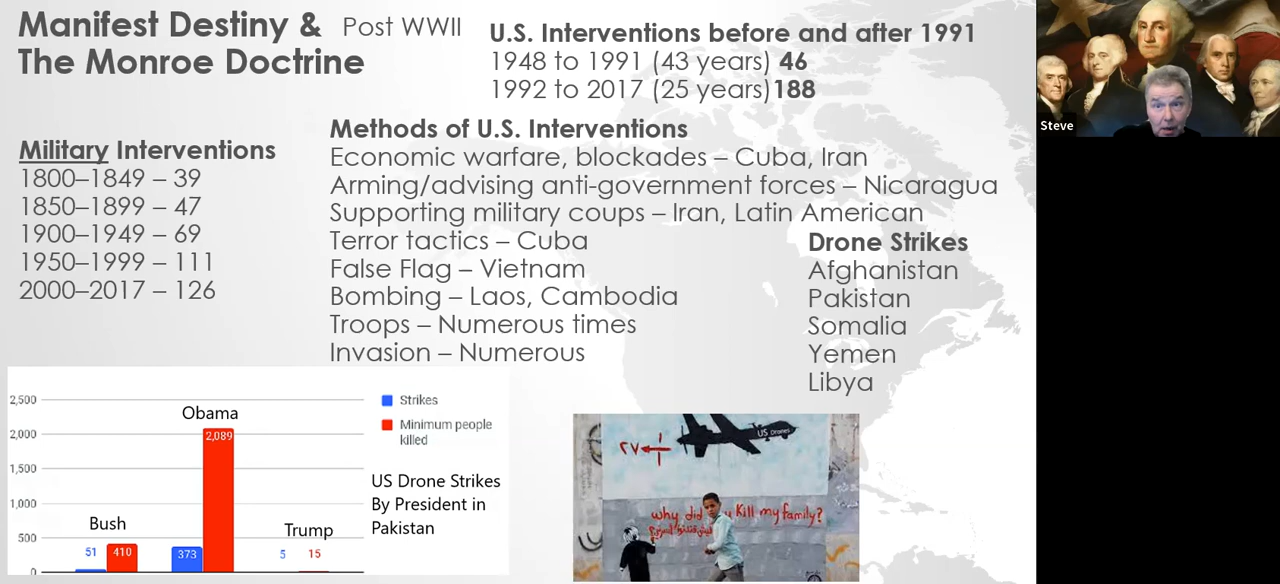 Manifest Destiny &
The Monroe Doctrine
Post WWII
U.S. Interventions before and after 1991
1948 to 1991 (43 years) 46
1992 to 2017 (25 years)188
Military Interventions
1800–1849 – 39
1850–1899 – 47
1900–1949 – 69
1950–1999 – 111
2000–2017 – 126
Methods of U.S. Interventions
Economic warfare, blockades – Cuba, Iran
Arming/advising anti-government forces – Nicaragua
Supporting military coups – Iran, Latin American
Terror tactics – Cuba
False Flag – Vietnam
Bombing – Laos, Cambodia
Troops – Numerous times
Invasion – Numerous
Drone Strikes
Afghanistan
Pakistan
Somalia
Yemen
Libya
2,500
2,000
1,500
1,000
500
0
Bush
51
410
Obama
373
2,089
Trump
5
15
Strikes
Minimum people
killed
US Drone Strikes
By President in
Pakistan
US Drones
why did
u Kill my family?
Steve